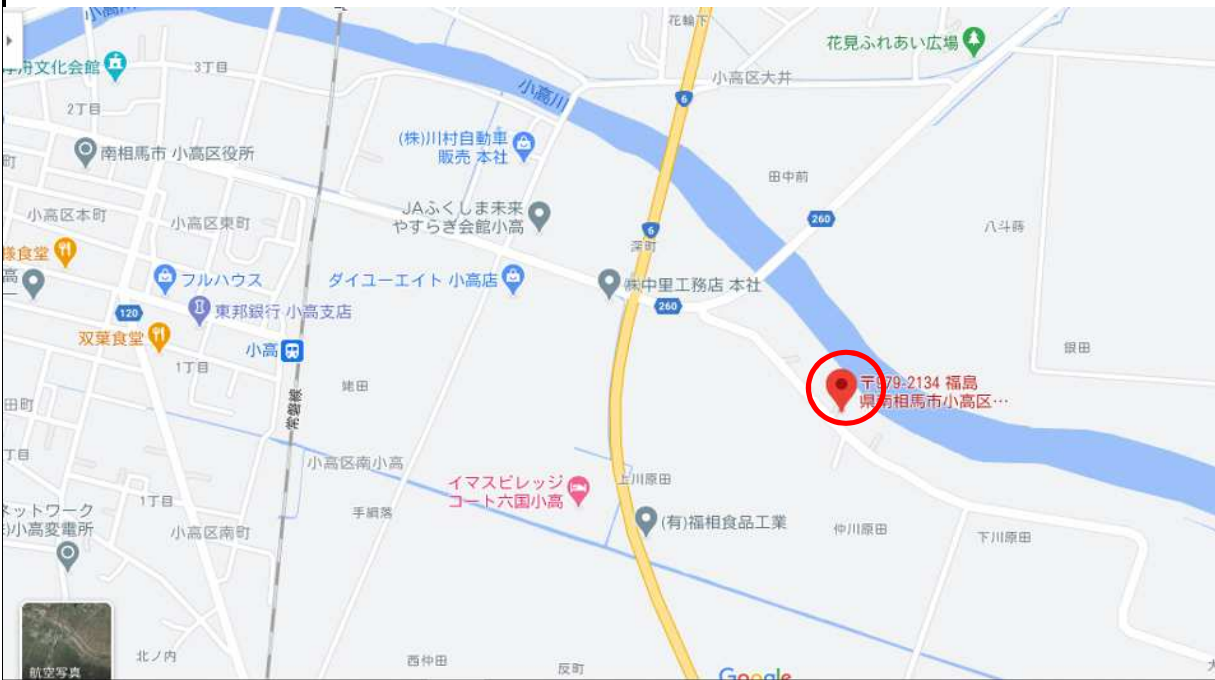 花輪下
花見ふれあい広場
文化会館
3丁目
小高区大井
小高川
6
2丁目
(株)川村自動車
販売 本社
南相馬市 小高区役所
田中前
JAふくしま未来
やすらぎ会館小高
小高区本町
小高区東町
260
八斗蒔
6
深町
様食堂
フルハウス
ダイユーエイト 小高店
㈱中里工務店 本社
260
120
東邦銀行 小高支店
双葉食堂
小高
銀田
1丁目
姥田
〒979-2134 福島
県南相馬市小高区…
田町
常磐線
丁目
小高区南小高
イマスビレッジ
コート六国小高
上川原田
1丁目
手綱落
ネットワーク
小高変電所
小高区南町
(有)福相食品工業
仲川原田
下川原田
北ノ内
西仲田
反町
航空写真
Google